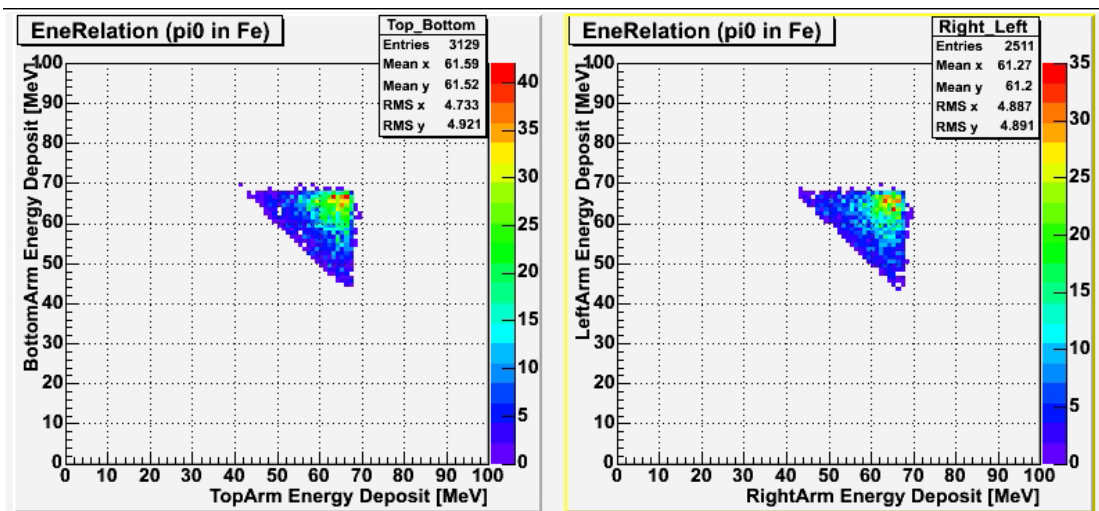 EneRelation (pi0 in Fe)
Top_Bottom
Entries 3129
Mean x 61.59
Mean y 61.52
RMS x 4.733
RMS y 4.921
BottomArm Energy Deposit [MeV]
100
90
80
70
60
50
40
30
20
10
0
0 10 20 30 40 50 60 70 80 90 100
TopArm Energy Deposit [MeV]
40
35
30
25
20
15
10
5
0
EneRelation (pi0 in Fe)
Right_Left
Entries 2511
Mean x 61.27
Mean y 61.2
RMS x 4.887
RMS y 4.891
LeftArm Energy Deposit [MeV]
100
90
80
70
60
50
40
30
20
10
0
0 10 20 30 40 50 60 70 80 90 100
RightArm Energy Deposit [MeV]
35
30
25
20
15
10
5
0